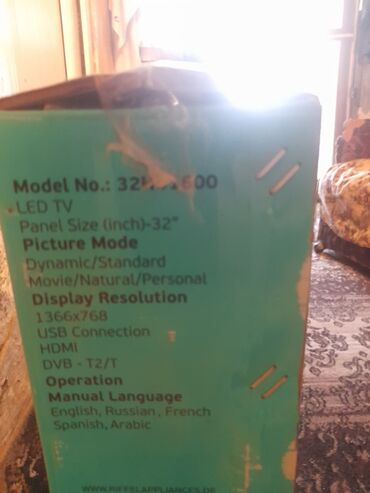 Model No.:
LED TV
Panel Size (inch)-32"
Picture Mode
Dynamic/Standard
Movie/Natural/Personal
Display Resolution
1366x768
USB Connection
HDMI
DVB - T2/T
Operation
Manual Language
English, Russian, French
Spanish, Arabic